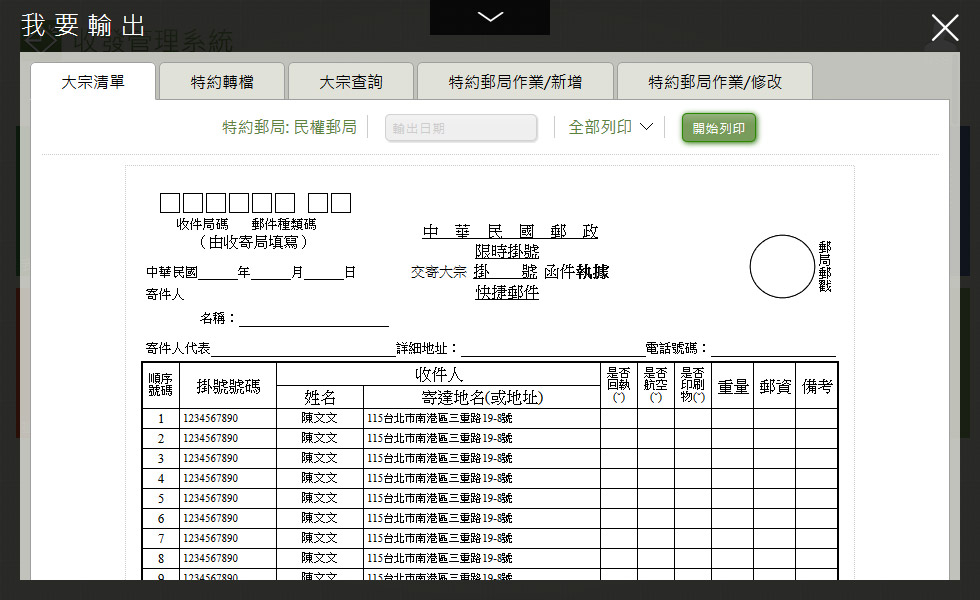 我要輸出
收發管理系統
大宗清單 特約轉檔 大宗查詢 特約郵局作業/新增 特約郵局作業/修改
特約郵局: 民權郵局 輸出日期 全部列印 開始列印
收件局碼 郵件種類碼
（由收寄局填寫）
中華民國郵政
限時掛號
交寄大宗 掛號 函件執據
快捷郵件
郵局郵戳
中華民國______年______月______日
寄件人
名稱：
寄件人代表 詳細地址： 電話號碼：
順序號碼 掛號號碼 收件人 是否回執(ˇ) 是否航空(ˇ) 是否印刷物(ˇ) 重量 郵資 備考
姓名 寄達地名(或地址)
1 1234567890 陳文文 115台北市南港區三重路19-8號
2 1234567890 陳文文 115台北市南港區三重路19-8號
3 1234567890 陳文文 115台北市南港區三重路19-8號
4 1234567890 陳文文 115台北市南港區三重路19-8號
5 1234567890 陳文文 115台北市南港區三重路19-8號
6 1234567890 陳文文 115台北市南港區三重路19-8號
7 1234567890 陳文文 115台北市南港區三重路19-8號
8 1234567890 陳文文 115台北市南港區三重路19-8號
9 1234567890 陳文文 115台北市南港區三重路19-8號